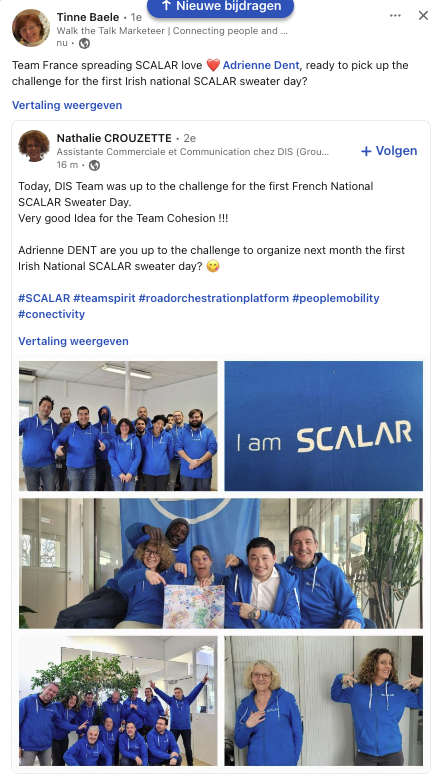 ↑ Nieuwe bijdragen
Tinne Baele • 1e
Walk the Talk Marketeer | Connecting people and ...
nu •
Team France spreading SCALAR love ❤️ Adrienne Dent, ready to pick up the
challenge for the first Irish national SCALAR sweater day?
Vertaling weergeven
Nathalie CROUZETTE • 2e
Assistante Commerciale et Communication chez DIS (Grou...
16 m •
+ Volgen
Today, DIS Team was up to the challenge for the first French National
SCALAR Sweater Day.
Very good Idea for the Team Cohesion !!!
Adrienne DENT are you up to the challenge to organize next month the first
Irish National SCALAR sweater day? 😋
#SCALAR #teamspirit #roadorchestrationplatform #peoplemobility
#conectivity
Vertaling weergeven
I am SCALAR
SCALAR